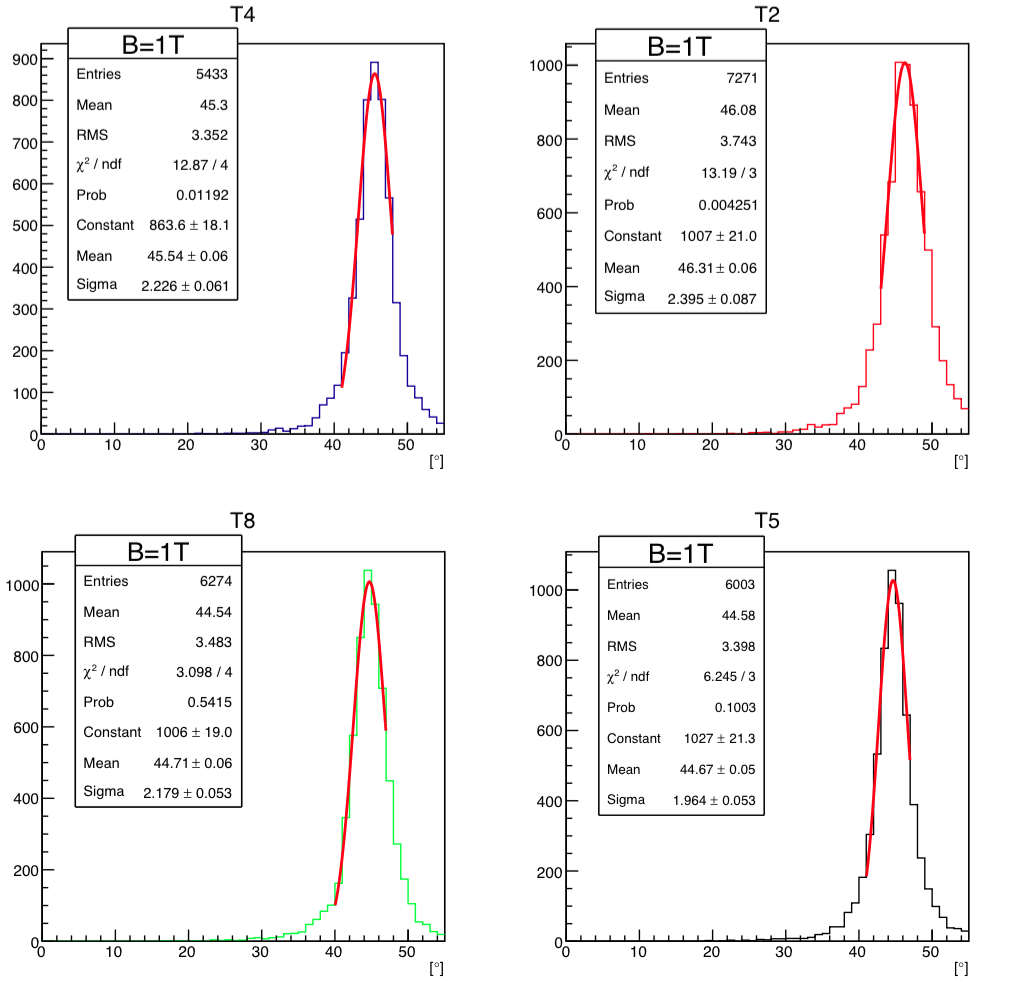 T4
B=1T
Entries 5433
Mean 45.3
RMS 3.352
χ² / ndf 12.87 / 4
Prob 0.01192
Constant 863.6 ± 18.1
Mean 45.54 ± 0.06
Sigma 2.226 ± 0.061
900
800
700
600
500
400
300
200
100
0
0 10 20 30 40 50
[°]
T2
B=1T
Entries 7271
Mean 46.08
RMS 3.743
χ² / ndf 13.19 / 3
Prob 0.004251
Constant 1007 ± 21.0
Mean 46.31 ± 0.06
Sigma 2.395 ± 0.087
1000
800
600
400
200
0
0 10 20 30 40 50
[°]
T8
B=1T
Entries 6274
Mean 44.54
RMS 3.483
χ² / ndf 3.098 / 4
Prob 0.5415
Constant 1006 ± 19.0
Mean 44.71 ± 0.06
Sigma 2.179 ± 0.053
1000
800
600
400
200
0
0 10 20 30 40 50
[°]
T5
B=1T
Entries 6003
Mean 44.58
RMS 3.398
χ² / ndf 6.245 / 3
Prob 0.1003
Constant 1027 ± 21.3
Mean 44.67 ± 0.05
Sigma 1.964 ± 0.053
1000
800
600
400
200
0
0 10 20 30 40 50
[°]